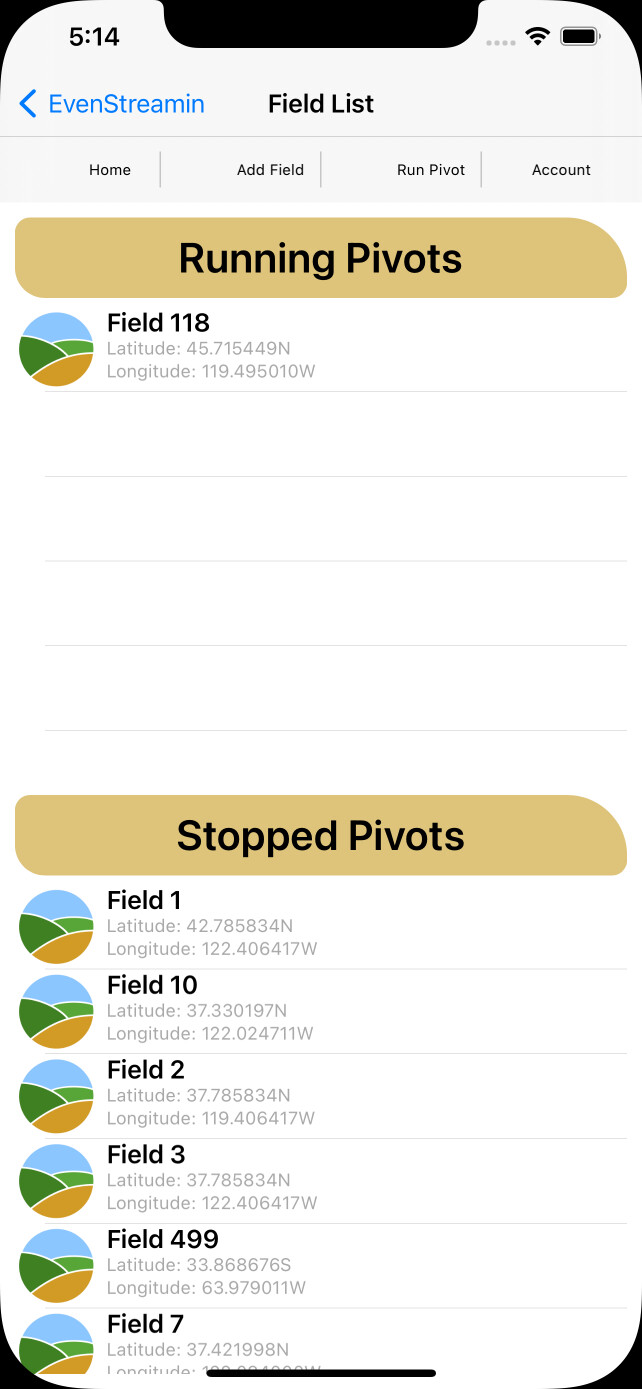 5:14
EvenStreamin
Field List
Home
Add Field
Run Pivot
Account
Running Pivots
Field 118
Latitude: 45.715449N
Longitude: 119.495010W
Stopped Pivots
Field 1
Latitude: 42.785834N
Longitude: 122.406417W
Field 10
Latitude: 37.330197N
Longitude: 122.024711W
Field 2
Latitude: 37.785834N
Longitude: 119.406417W
Field 3
Latitude: 37.785834N
Longitude: 122.406417W
Field 499
Latitude: 33.868676S
Longitude: 63.979011W
Field 7
Latitude: 37.421998N
Longitude: